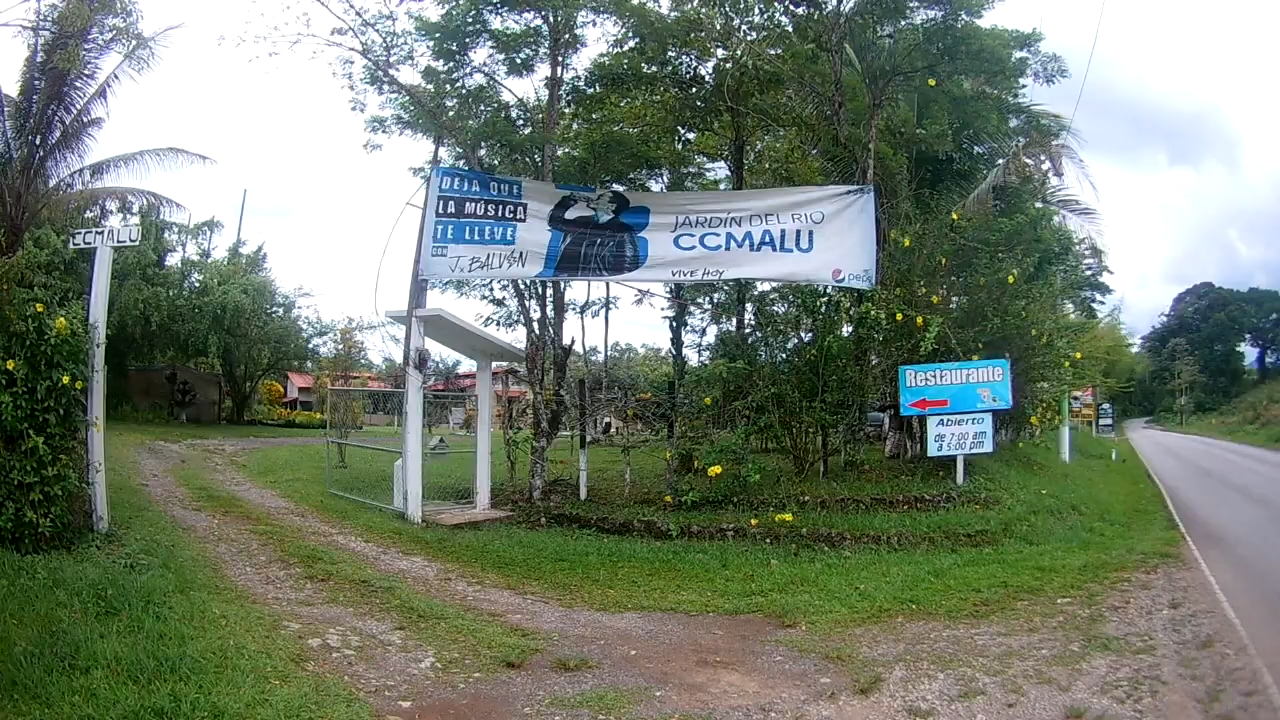 CCMALU
DEJA QUE
LA MÚSICA
TE LLEVE
CON
J. BALVIN
JARDÍN DEL RIO
CCMALU
VIVE HOY
pepsi
Restaurante
Abierto
de 7:00 am
a 5:00 pm